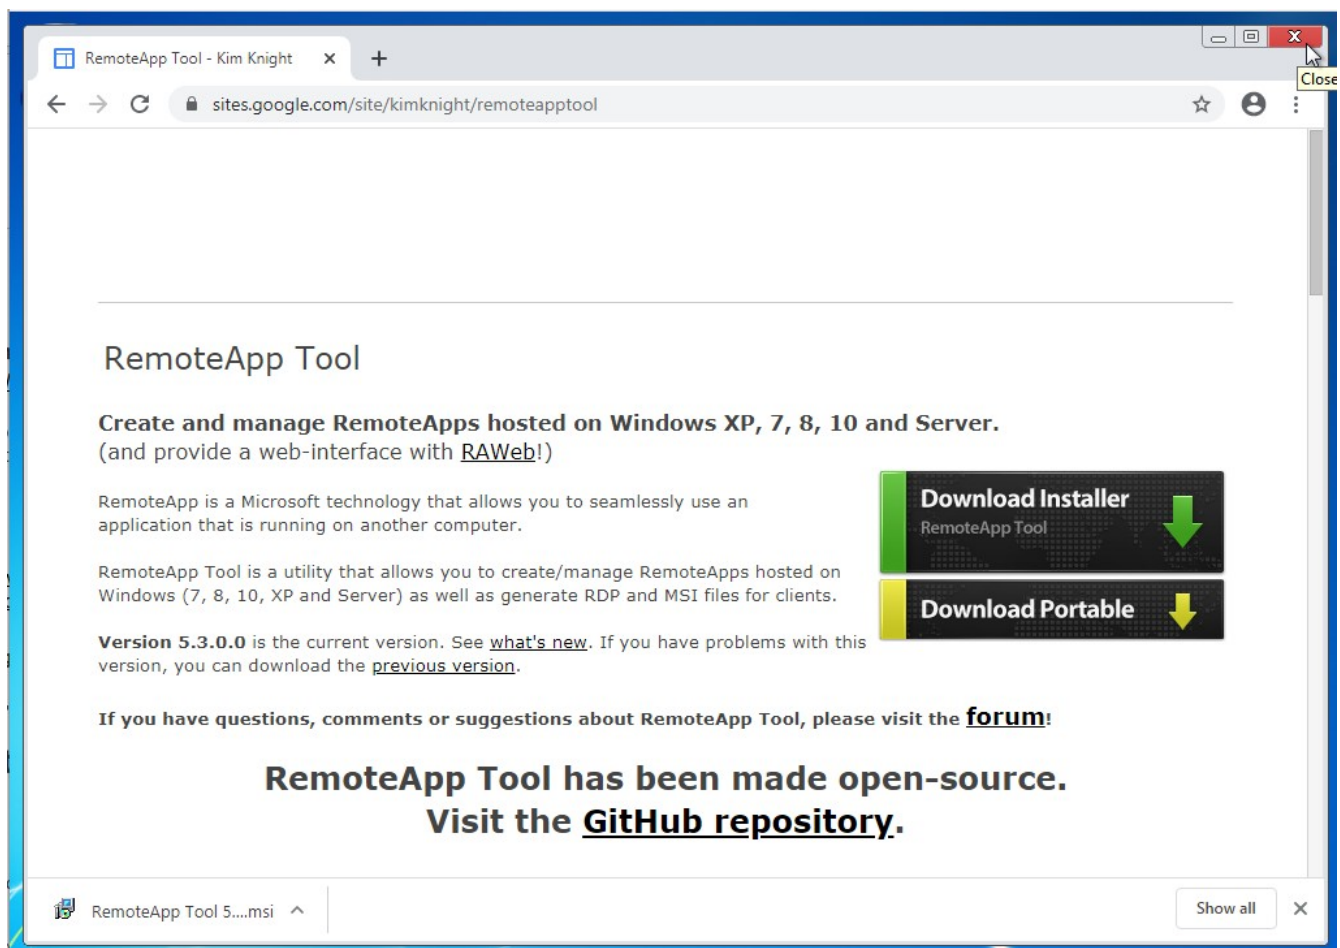 RemoteApp Tool - Kim Knight
Close
sites.google.com/site/kimknight/remoteapptool
RemoteApp Tool
Create and manage RemoteApps hosted on Windows XP, 7, 8, 10 and Server.
(and provide a web-interface with RAWeb!)
RemoteApp is a Microsoft technology that allows you to seamlessly use an
application that is running on another computer.
RemoteApp Tool is a utility that allows you to create/manage RemoteApps hosted on
Windows (7, 8, 10, XP and Server) as well as generate RDP and MSI files for clients.
Version 5.3.0.0 is the current version. See what's new. If you have problems with this
version, you can download the previous version.
Download Installer
RemoteApp Tool
Download Portable
If you have questions, comments or suggestions about RemoteApp Tool, please visit the forum!
RemoteApp Tool has been made open-source.
Visit the GitHub repository.
RemoteApp Tool 5....msi
Show all